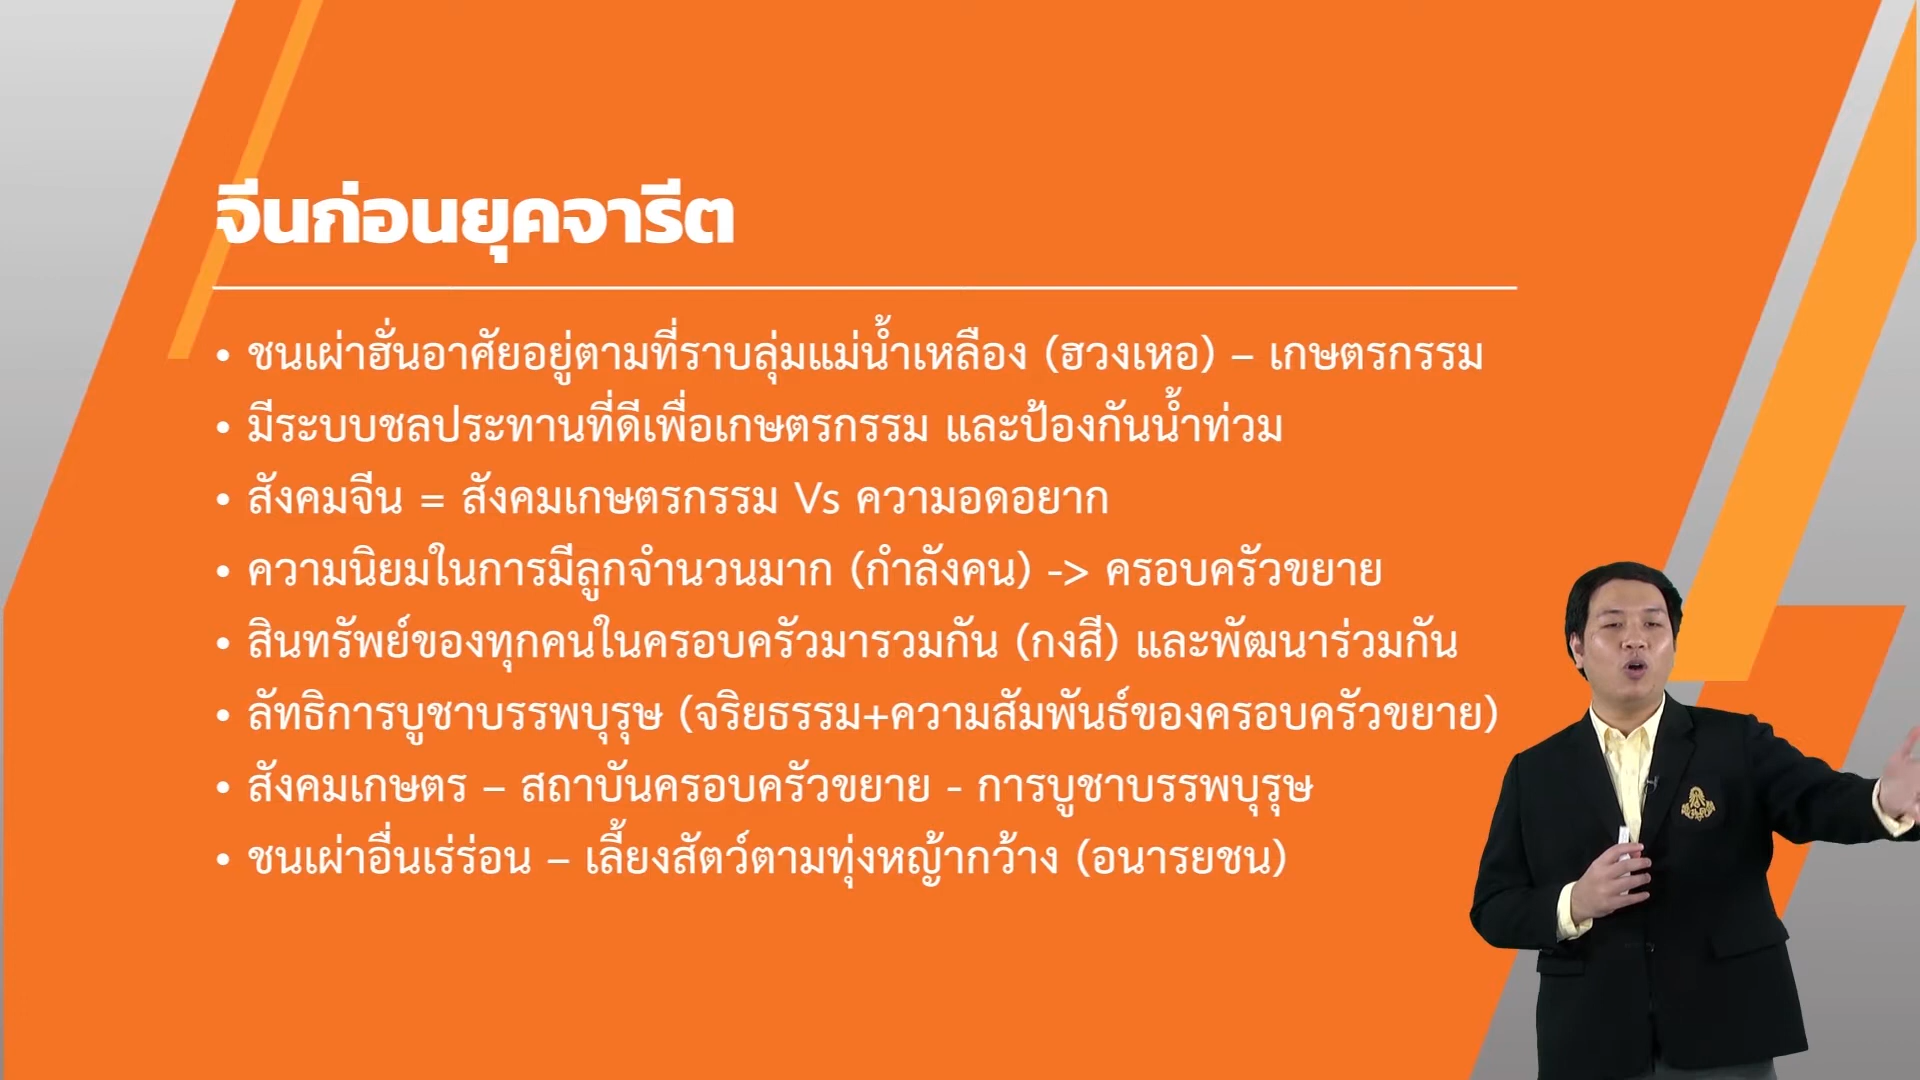 จีนก่อนยุคจารีต
• ชนเผ่าฮั่นอาศัยอยู่ตามที่ราบลุ่มแม่น้ำเหลือง (ฮวงเหอ) – เกษตรกรรม
• มีระบบชลประทานที่ดีเพื่อเกษตรกรรม และป้องกันน้ำท่วม
• สังคมจีน = สังคมเกษตรกรรม Vs ความอดอยาก
• ความนิยมในการมีลูกจำนวนมาก (กำลังคน) -> ครอบครัวขยาย
• สินทรัพย์ของทุกคนในครอบครัวมารวมกัน (กงสี) และพัฒนาร่วมกัน
• ลัทธิการบูชาบรรพบุรุษ (จริยธรรม+ความสัมพันธ์ของครอบครัวขยาย)
• สังคมเกษตร – สถาบันครอบครัวขยาย - การบูชาบรรพบุรุษ
• ชนเผ่าอื่นเร่ร่อน – เลี้ยงสัตว์ตามทุ่งหญ้ากว้าง (อนารยชน)